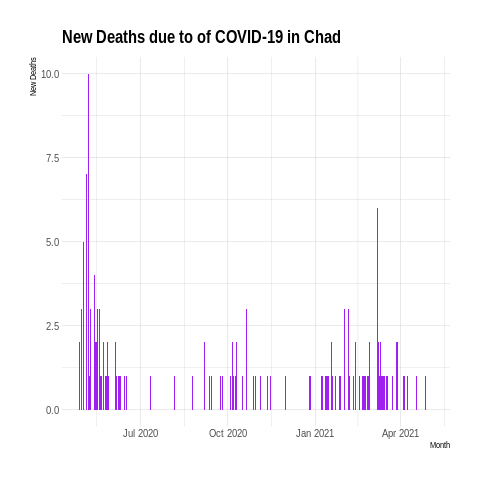 New Deaths due to of COVID-19 in Chad
New Deaths
10.0
7.5
5.0
2.5
0.0
Jul 2020 Oct 2020 Jan 2021 Apr 2021
Month